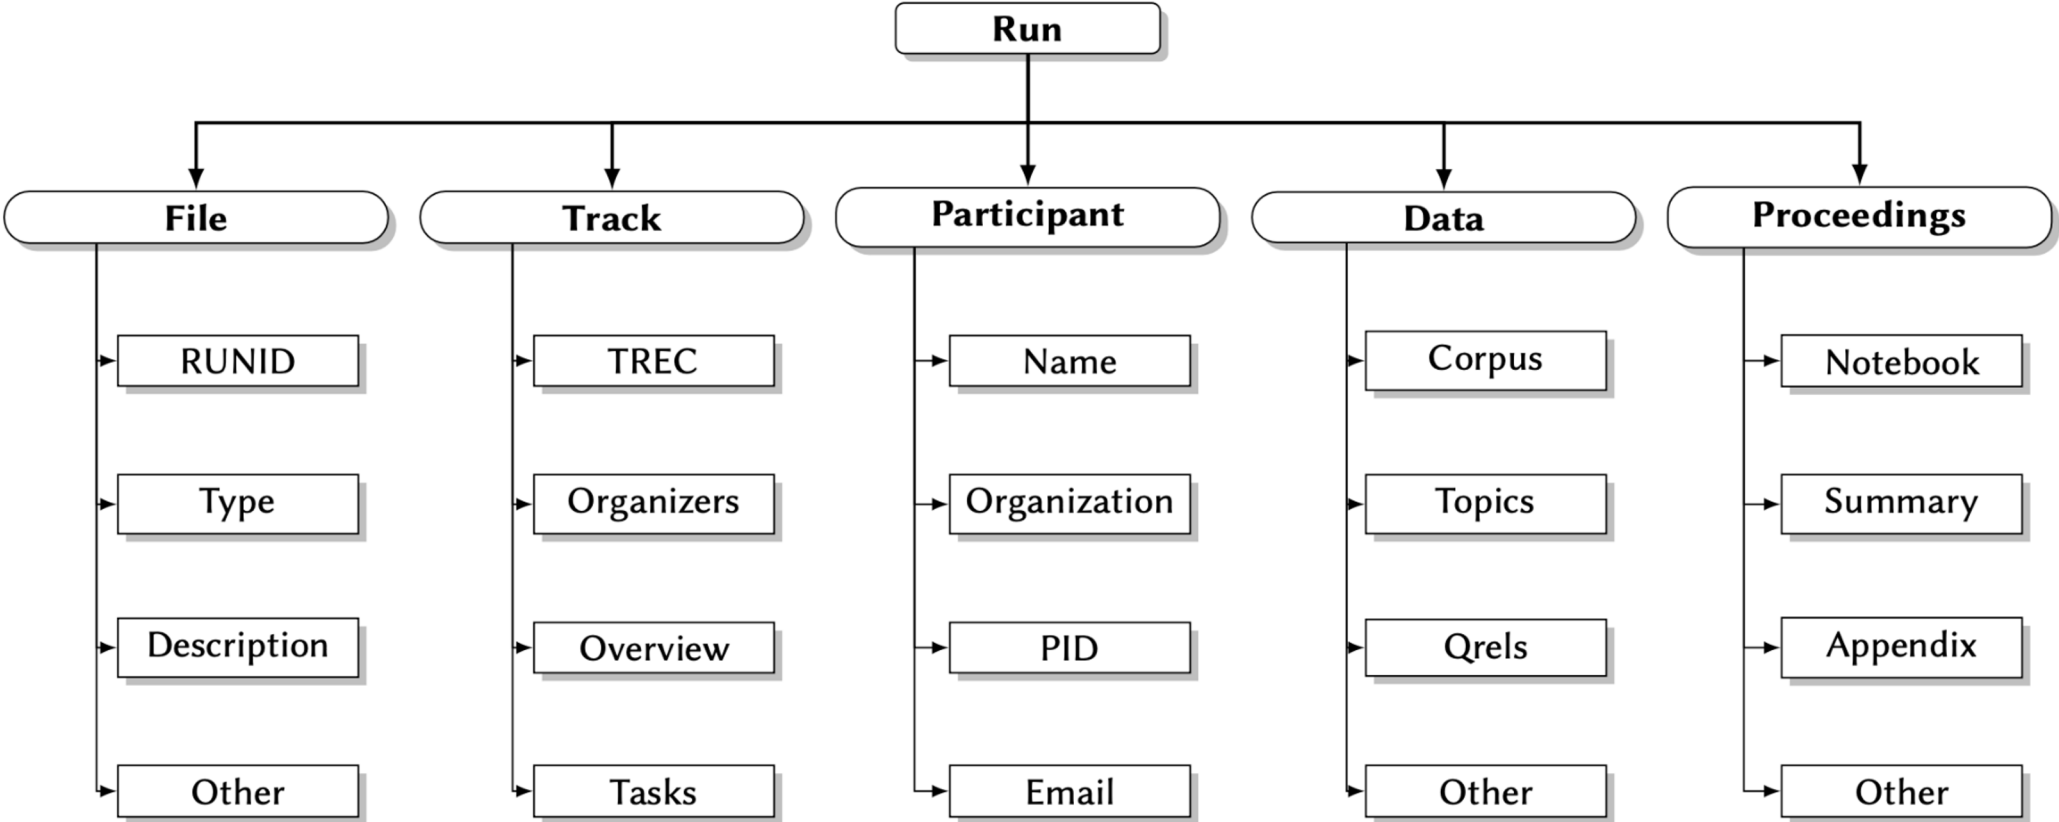 Run
File
Track
Participant
Data
Proceedings
RUNID
TREC
Name
Corpus
Notebook
Type
Organizers
Organization
Topics
Summary
Description
Overview
PID
Qrels
Appendix
Other
Tasks
Email
Other
Other